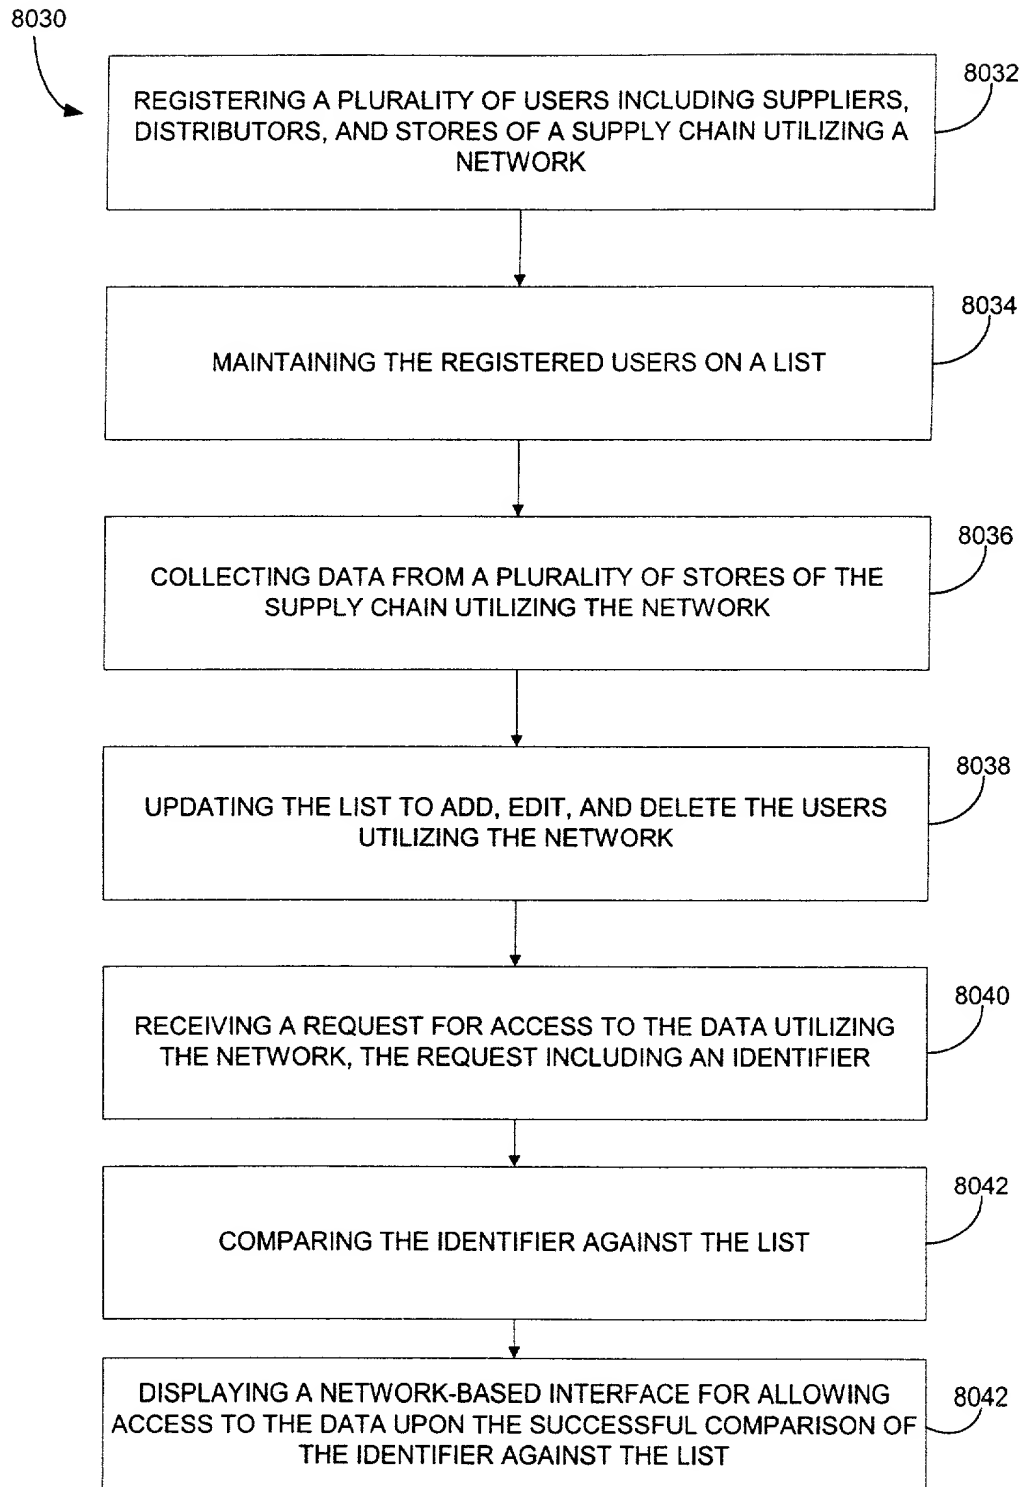 8030
8032
REGISTERING A PLURALITY OF USERS INCLUDING SUPPLIERS,
DISTRIBUTORS, AND STORES OF A SUPPLY CHAIN UTILIZING A
NETWORK
8034
MAINTAINING THE REGISTERED USERS ON A LIST
8036
COLLECTING DATA FROM A PLURALITY OF STORES OF THE
SUPPLY CHAIN UTILIZING THE NETWORK
8038
UPDATING THE LIST TO ADD, EDIT, AND DELETE THE USERS
UTILIZING THE NETWORK
8040
RECEIVING A REQUEST FOR ACCESS TO THE DATA UTILIZING
THE NETWORK, THE REQUEST INCLUDING AN IDENTIFIER
8042
COMPARING THE IDENTIFIER AGAINST THE LIST
8042
DISPLAYING A NETWORK-BASED INTERFACE FOR ALLOWING
ACCESS TO THE DATA UPON THE SUCCESSFUL COMPARISON OF
THE IDENTIFIER AGAINST THE LIST